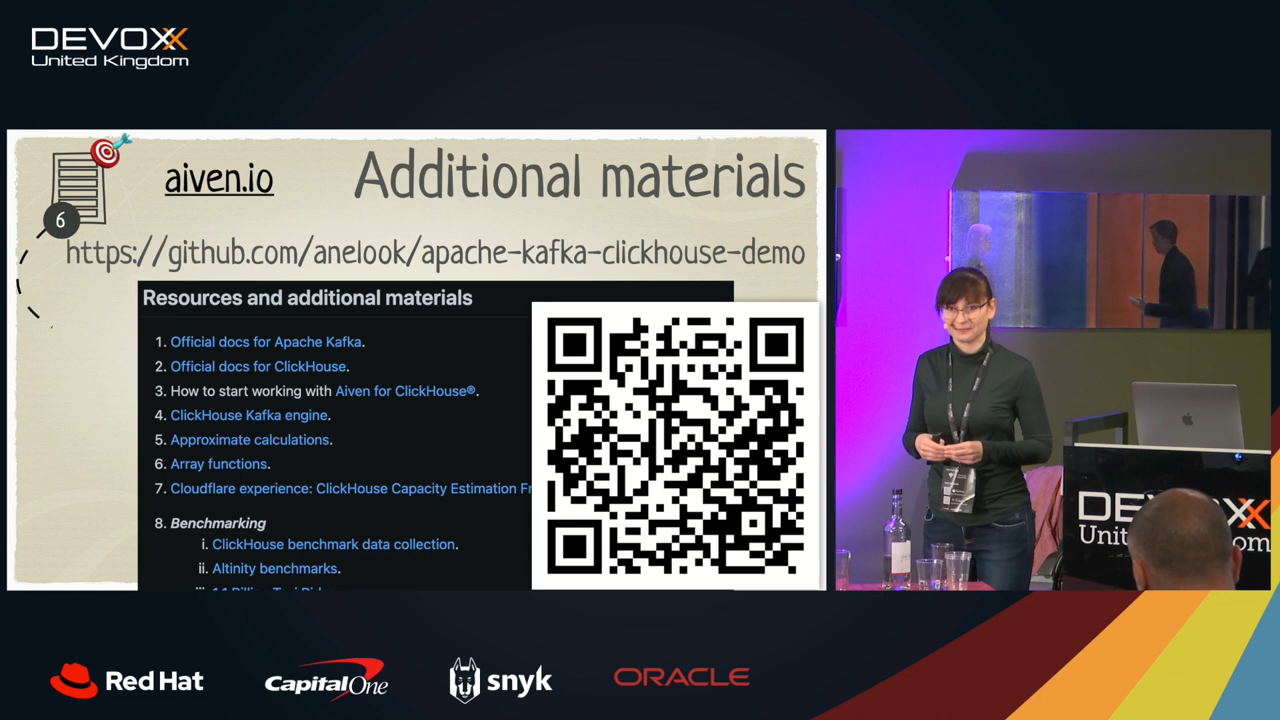 DEVOXX
United Kingdom
6
aiven.io
Additional materials
https://github.com/anelook/apache-kafka-clickhouse-demo
Resources and additional materials
1. Official docs for Apache Kafka.
2. Official docs for ClickHouse.
3. How to start working with Aiven for ClickHouse®.
4. ClickHouse Kafka engine.
5. Approximate calculations.
6. Array functions.
7. Cloudflare experience: ClickHouse Capacity Estimation Fr
8. Benchmarking
i. ClickHouse benchmark data collection.
ii. Altinity benchmarks.
DEVOXX
Red Hat
Capital One
snyk
ORACLE